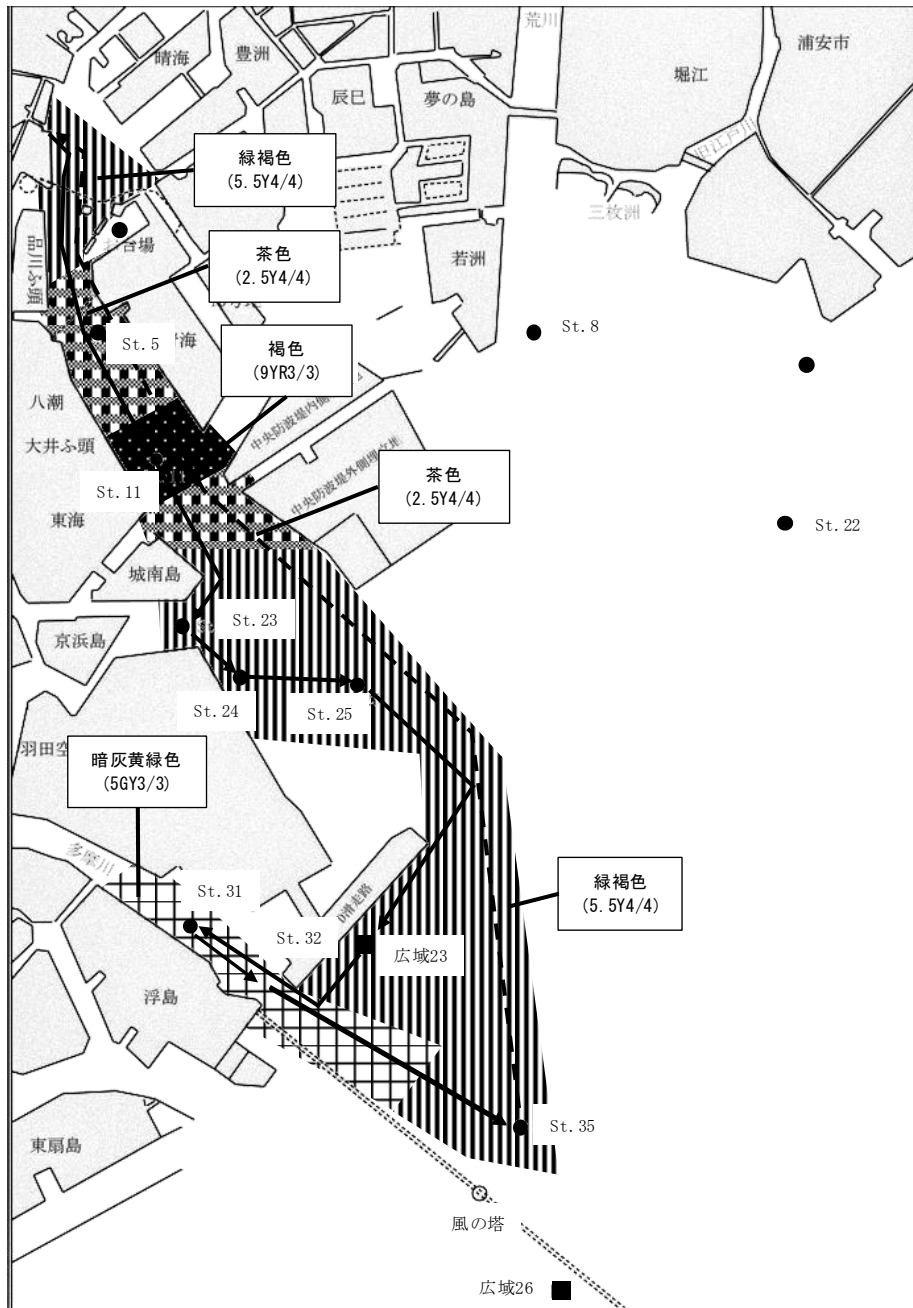 荒川
浦安市
晴海
豊洲
堀江
辰巳
夢の島
旧江戸川
緑褐色
(5.5Y4/4)
三枚洲
お台場
品川ふ頭
茶色
(2.5Y4/4)
若洲
St.8
St.5
褐色
(9YR3/3)
八潮
大井ふ頭
中央防波堤内側
茶色
(2.5Y4/4)
中央防波堤外側埋立地
St.11
東海
St.22
城南島
St.23
京浜島
St.24
St.25
羽田空
暗灰黄緑色
(5GY3/3)
多摩川
St.31
D滑走路
緑褐色
(5.5Y4/4)
St.32
広域23
浮島
St.35
東扇島
風の塔
広域26